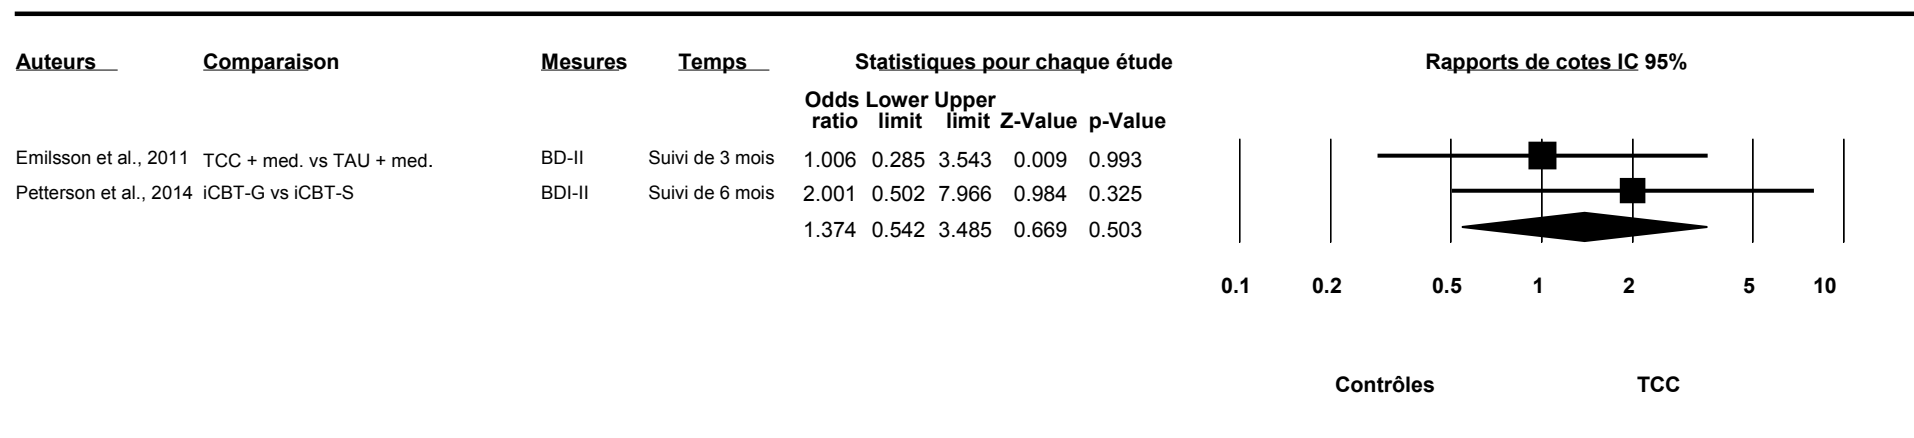 Auteurs Comparaison Mesures Temps Statistiques pour chaque étude Rapports de cotes IC 95%
Odds Lower Upper
ratio limit limit Z-Value p-Value
Emilsson et al., 2011 TCC + med. vs TAU + med. BD-II Suivi de 3 mois 1.006 0.285 3.543 0.009 0.993
Petterson et al., 2014 iCBT-G vs iCBT-S BDI-II Suivi de 6 mois 2.001 0.502 7.966 0.984 0.325
1.374 0.542 3.485 0.669 0.503
0.1 0.2 0.5 1 2 5 10
Contrôles TCC